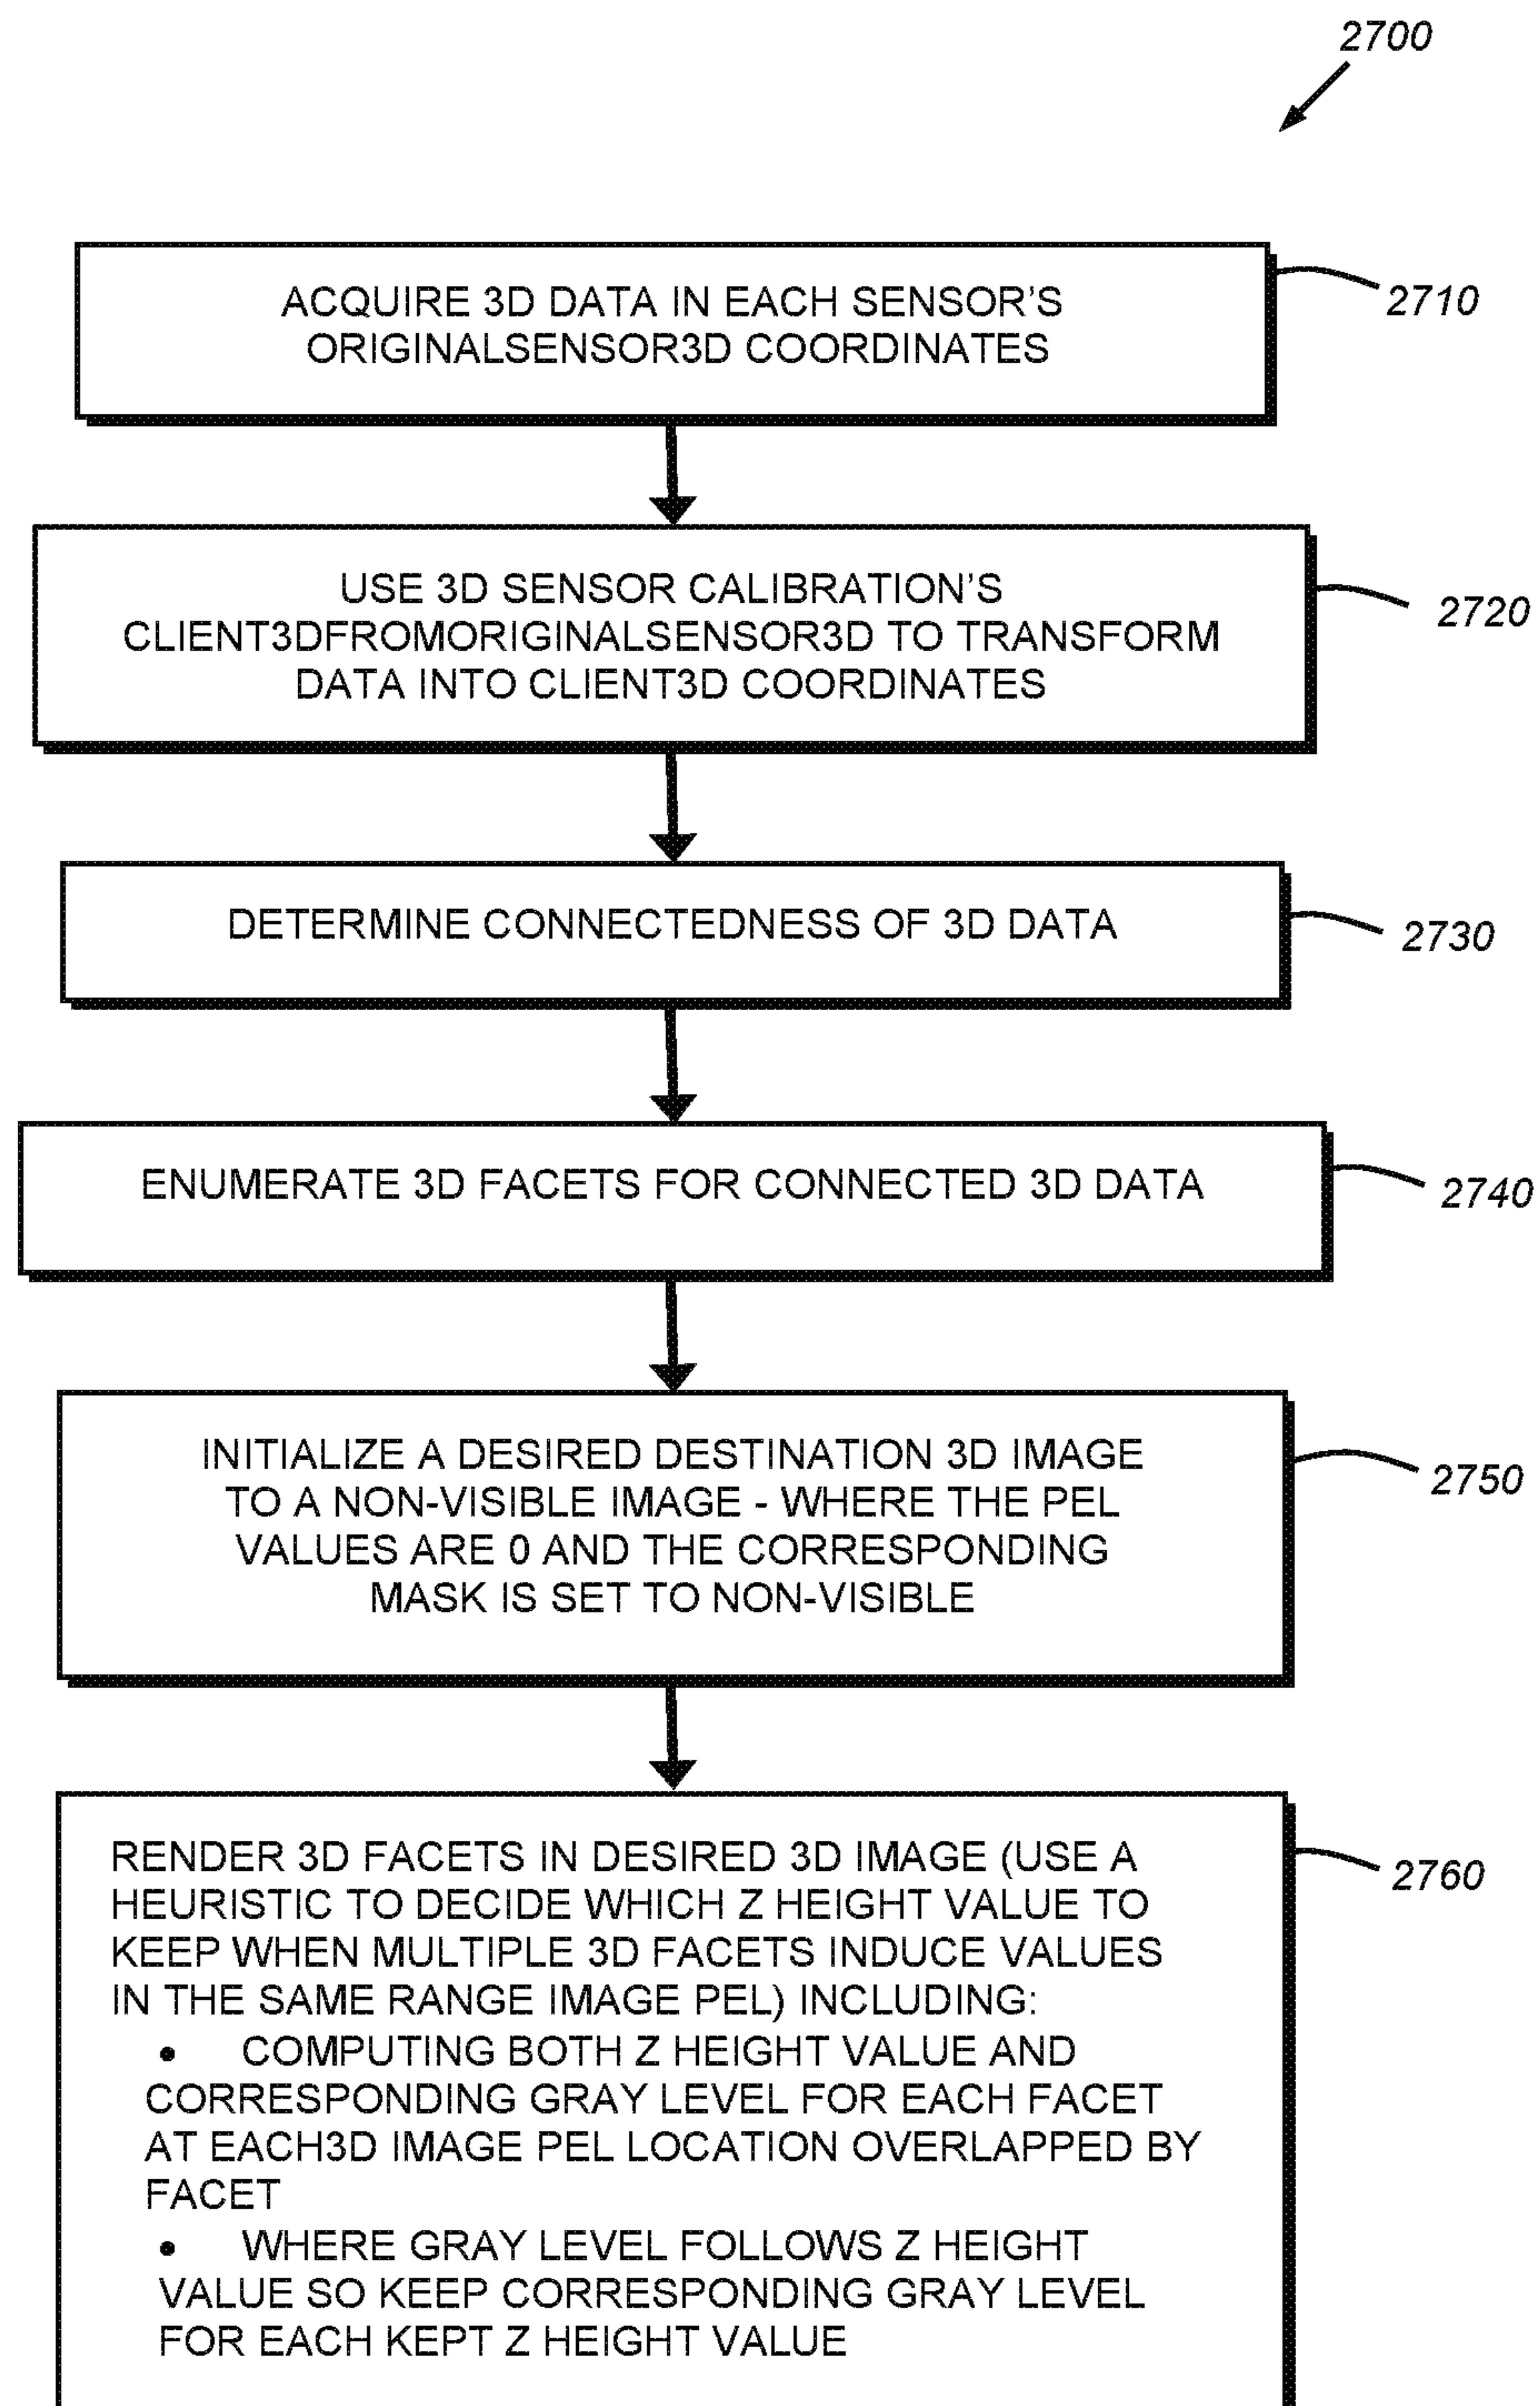 2700
ACQUIRE 3D DATA IN EACH SENSOR'S
ORIGINALSENSOR3D COORDINATES
2710
USE 3D SENSOR CALIBRATION'S
CLIENT3DFROMORIGINALSENSOR3D TO TRANSFORM
DATA INTO CLIENT3D COORDINATES
2720
DETERMINE CONNECTEDNESS OF 3D DATA
2730
ENUMERATE 3D FACETS FOR CONNECTED 3D DATA
2740
INITIALIZE A DESIRED DESTINATION 3D IMAGE
TO A NON-VISIBLE IMAGE - WHERE THE PEL
VALUES ARE 0 AND THE CORRESPONDING
MASK IS SET TO NON-VISIBLE
2750
RENDER 3D FACETS IN DESIRED 3D IMAGE (USE A
HEURISTIC TO DECIDE WHICH Z HEIGHT VALUE TO
KEEP WHEN MULTIPLE 3D FACETS INDUCE VALUES
IN THE SAME RANGE IMAGE PEL) INCLUDING:
• COMPUTING BOTH Z HEIGHT VALUE AND
CORRESPONDING GRAY LEVEL FOR EACH FACET
AT EACH3D IMAGE PEL LOCATION OVERLAPPED BY
FACET
• WHERE GRAY LEVEL FOLLOWS Z HEIGHT
VALUE SO KEEP CORRESPONDING GRAY LEVEL
FOR EACH KEPT Z HEIGHT VALUE
2760